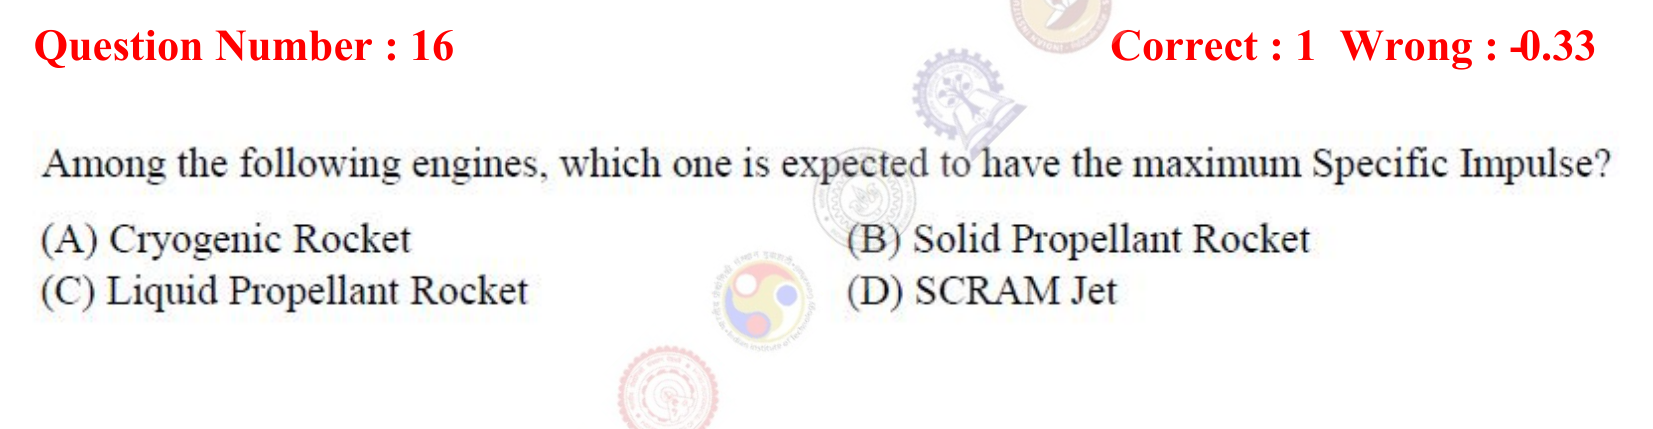 Question Number : 16 Correct : 1 Wrong : -0.33
Among the following engines, which one is expected to have the maximum Specific Impulse?
(A) Cryogenic Rocket (B) Solid Propellant Rocket
(C) Liquid Propellant Rocket (D) SCRAM Jet